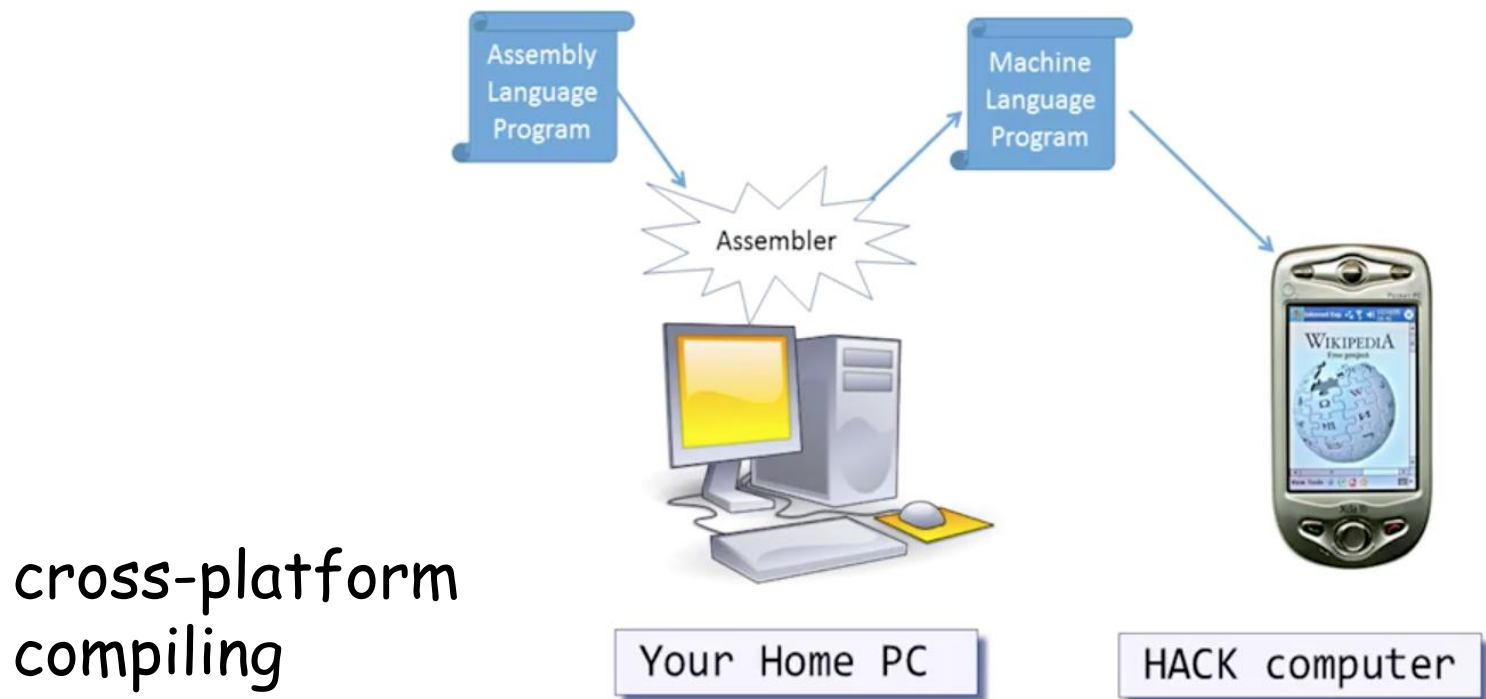 Assembly
Language
Program
Machine
Language
Program
Assembler
WIKIPEDIA
cross-platform
compiling
Your Home PC
HACK computer